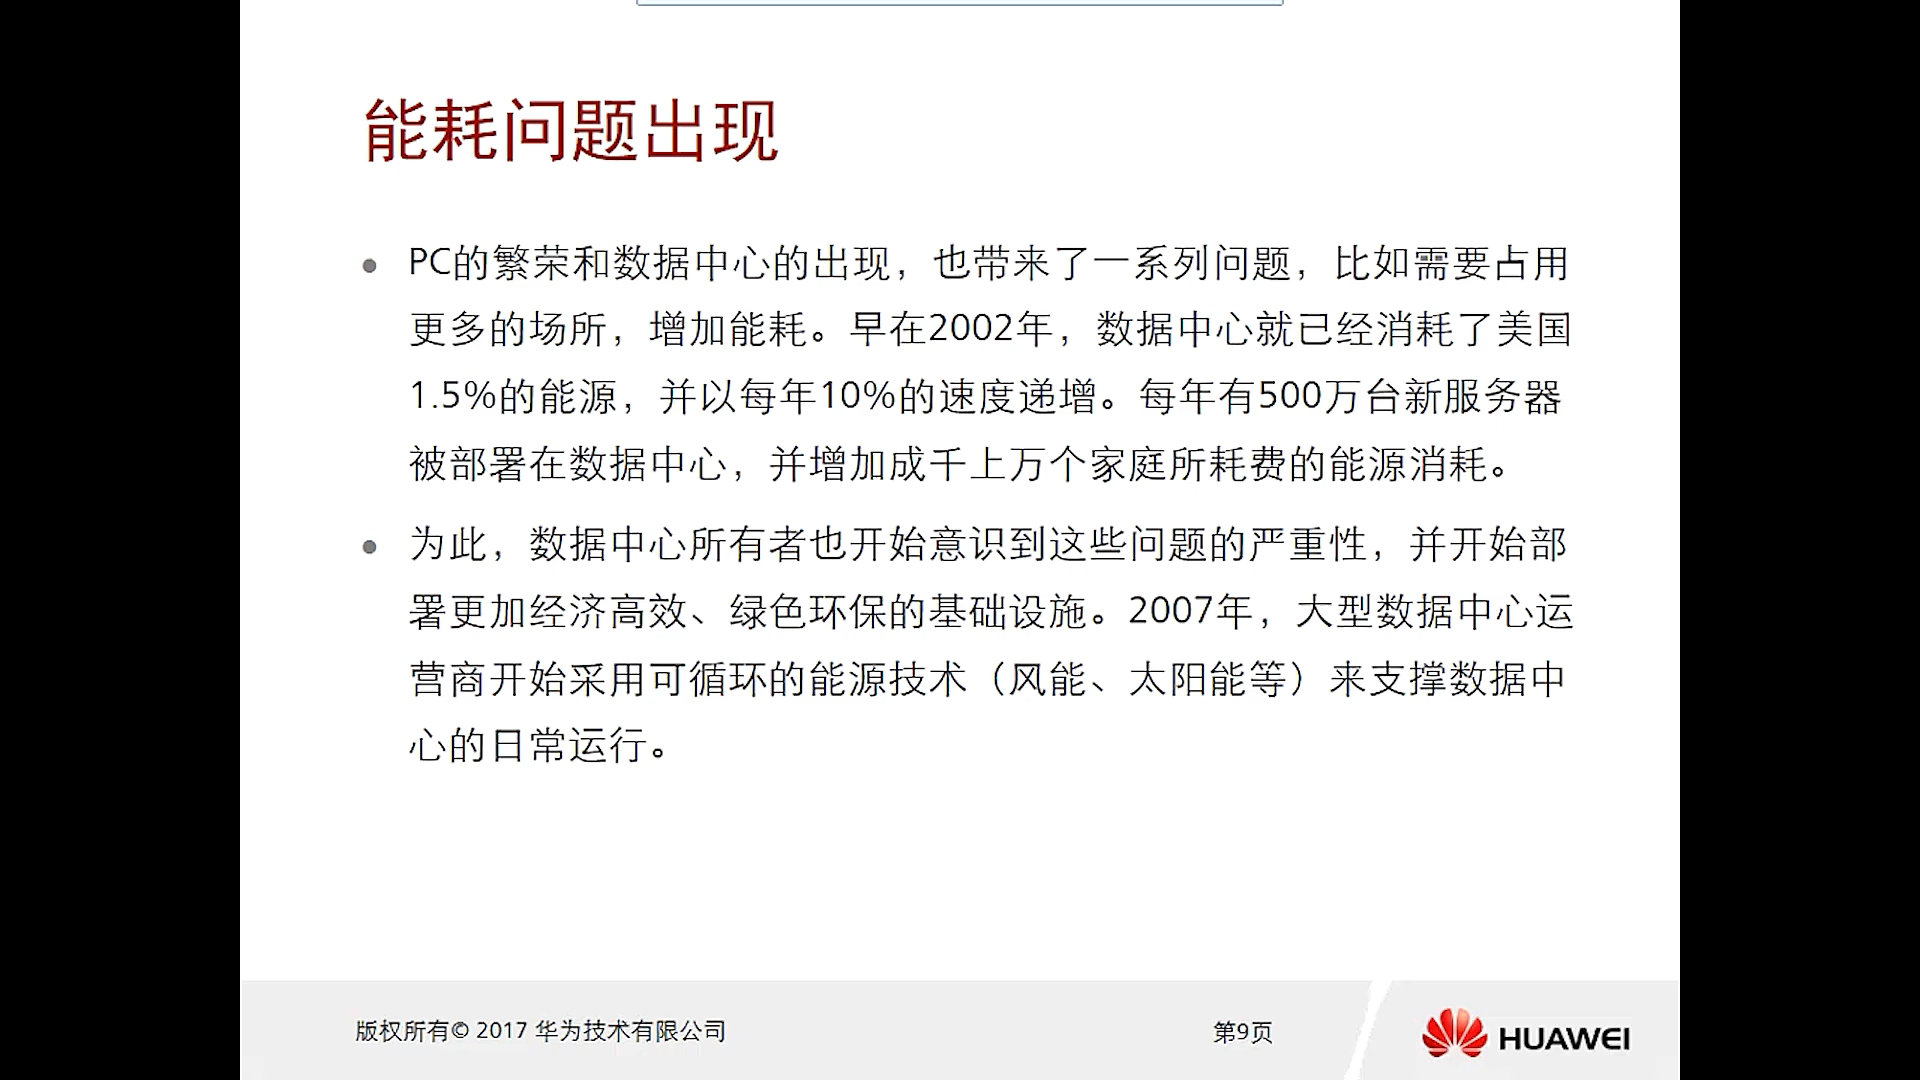 能耗问题出现
PC的繁荣和数据中心的出现，也带来了一系列问题，比如需要占用
更多的场所，增加能耗。早在2002年，数据中心就已经消耗了美国
1.5%的能源，并以每年10%的速度递增。每年有500万台新服务器
被部署在数据中心，并增加成千上万个家庭所耗费的能源消耗。
为此，数据中心所有者也开始意识到这些问题的严重性，并开始部
署更加经济高效、绿色环保的基础设施。2007年，大型数据中心运
营商开始采用可循环的能源技术（风能、太阳能等）来支撑数据中
心的日常运行。
版权所有© 2017 华为技术有限公司
第9页
HUAWEI